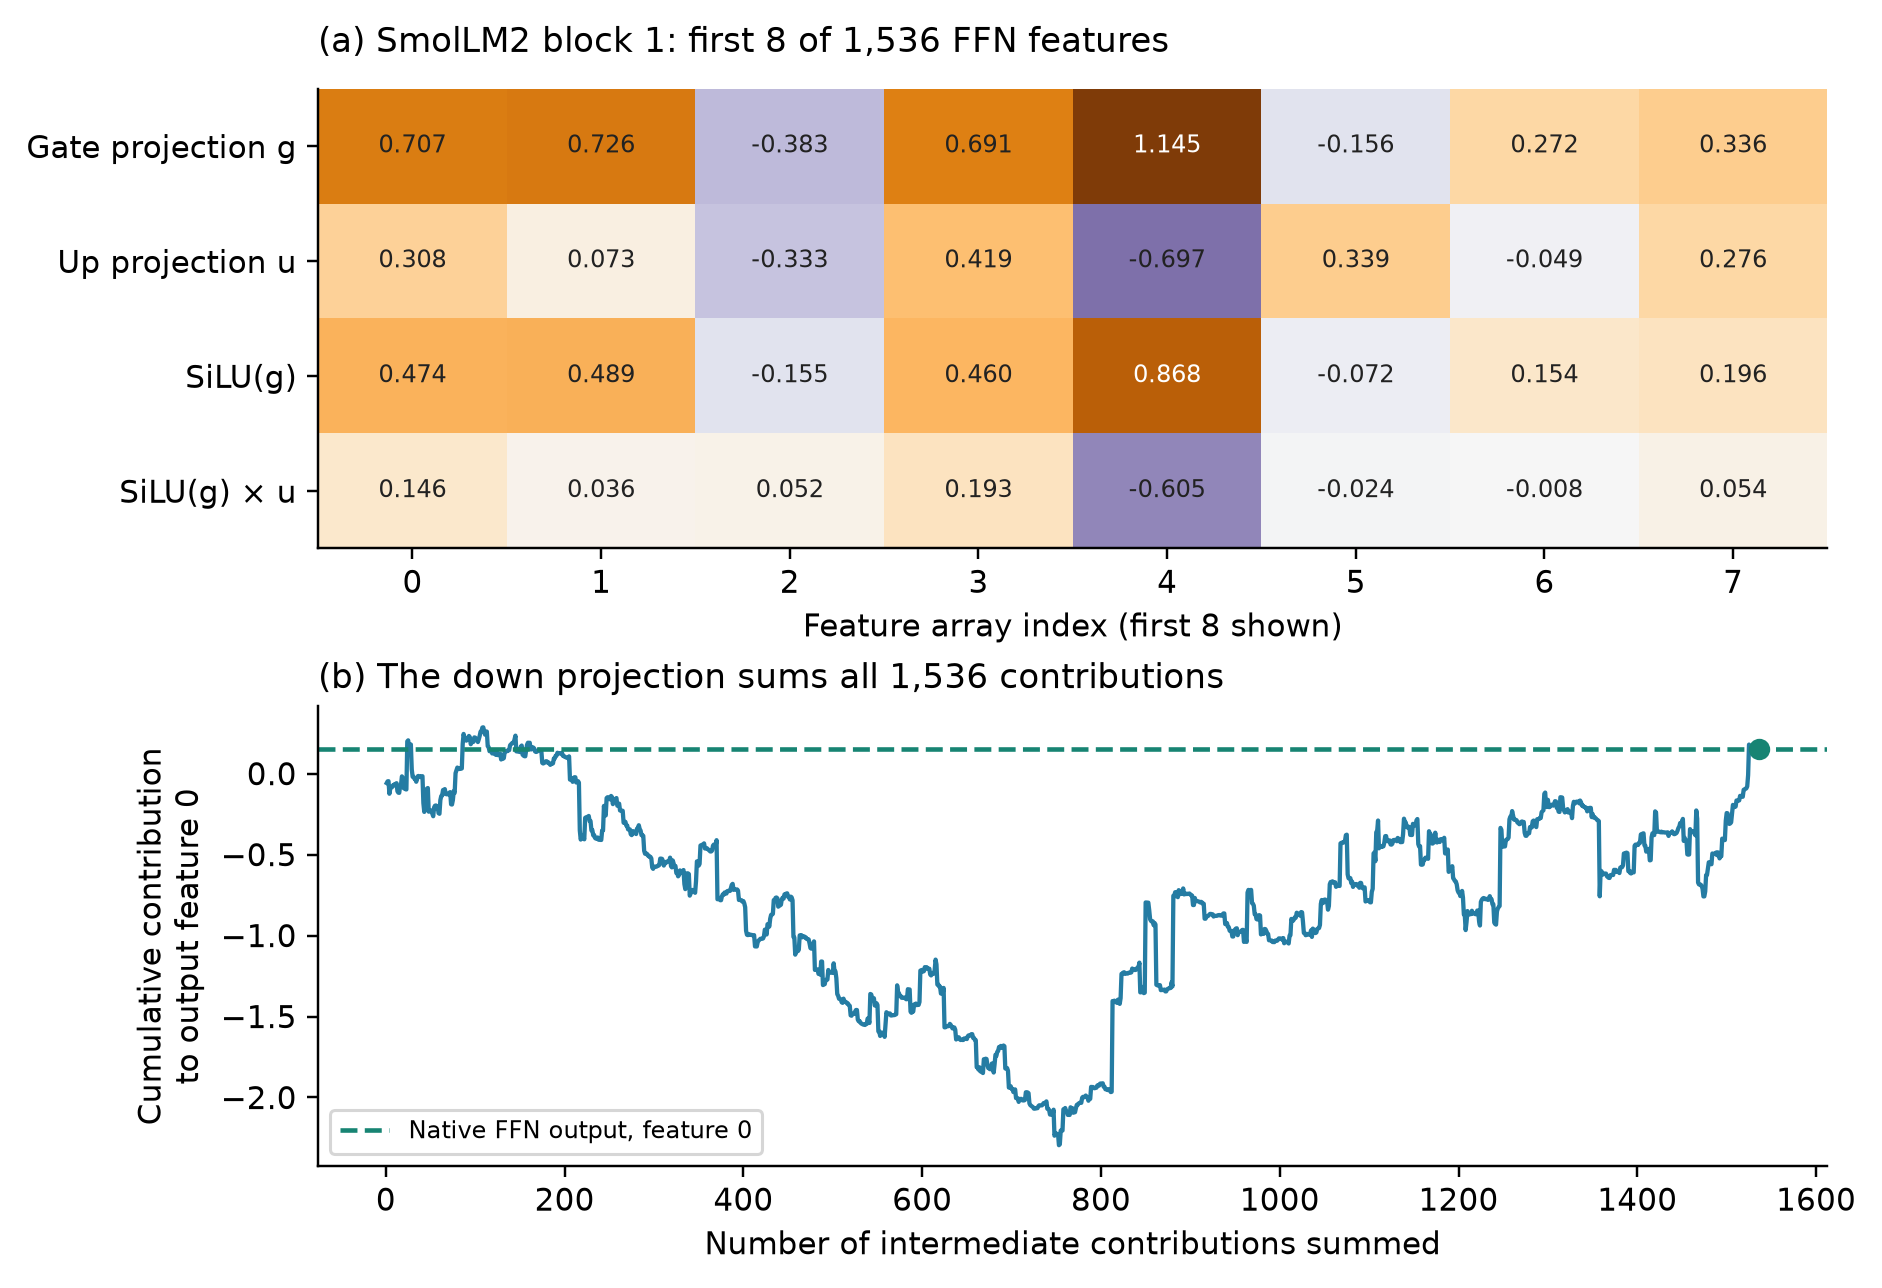 (a) SmolLM2 block 1: first 8 of 1,536 FFN features
Gate projection g 0.707 0.726 -0.383 0.691 1.145 -0.156 0.272 0.336
Up projection u 0.308 0.073 -0.333 0.419 -0.697 0.339 -0.049 0.276
SiLU(g) 0.474 0.489 -0.155 0.460 0.868 -0.072 0.154 0.196
SiLU(g) × u 0.146 0.036 0.052 0.193 -0.605 -0.024 -0.008 0.054
0 1 2 3 4 5 6 7
Feature array index (first 8 shown)
(b) The down projection sums all 1,536 contributions
Cumulative contribution
to output feature 0
0.0
−0.5
−1.0
−1.5
−2.0
Native FFN output, feature 0
0 200 400 600 800 1000 1200 1400 1600
Number of intermediate contributions summed